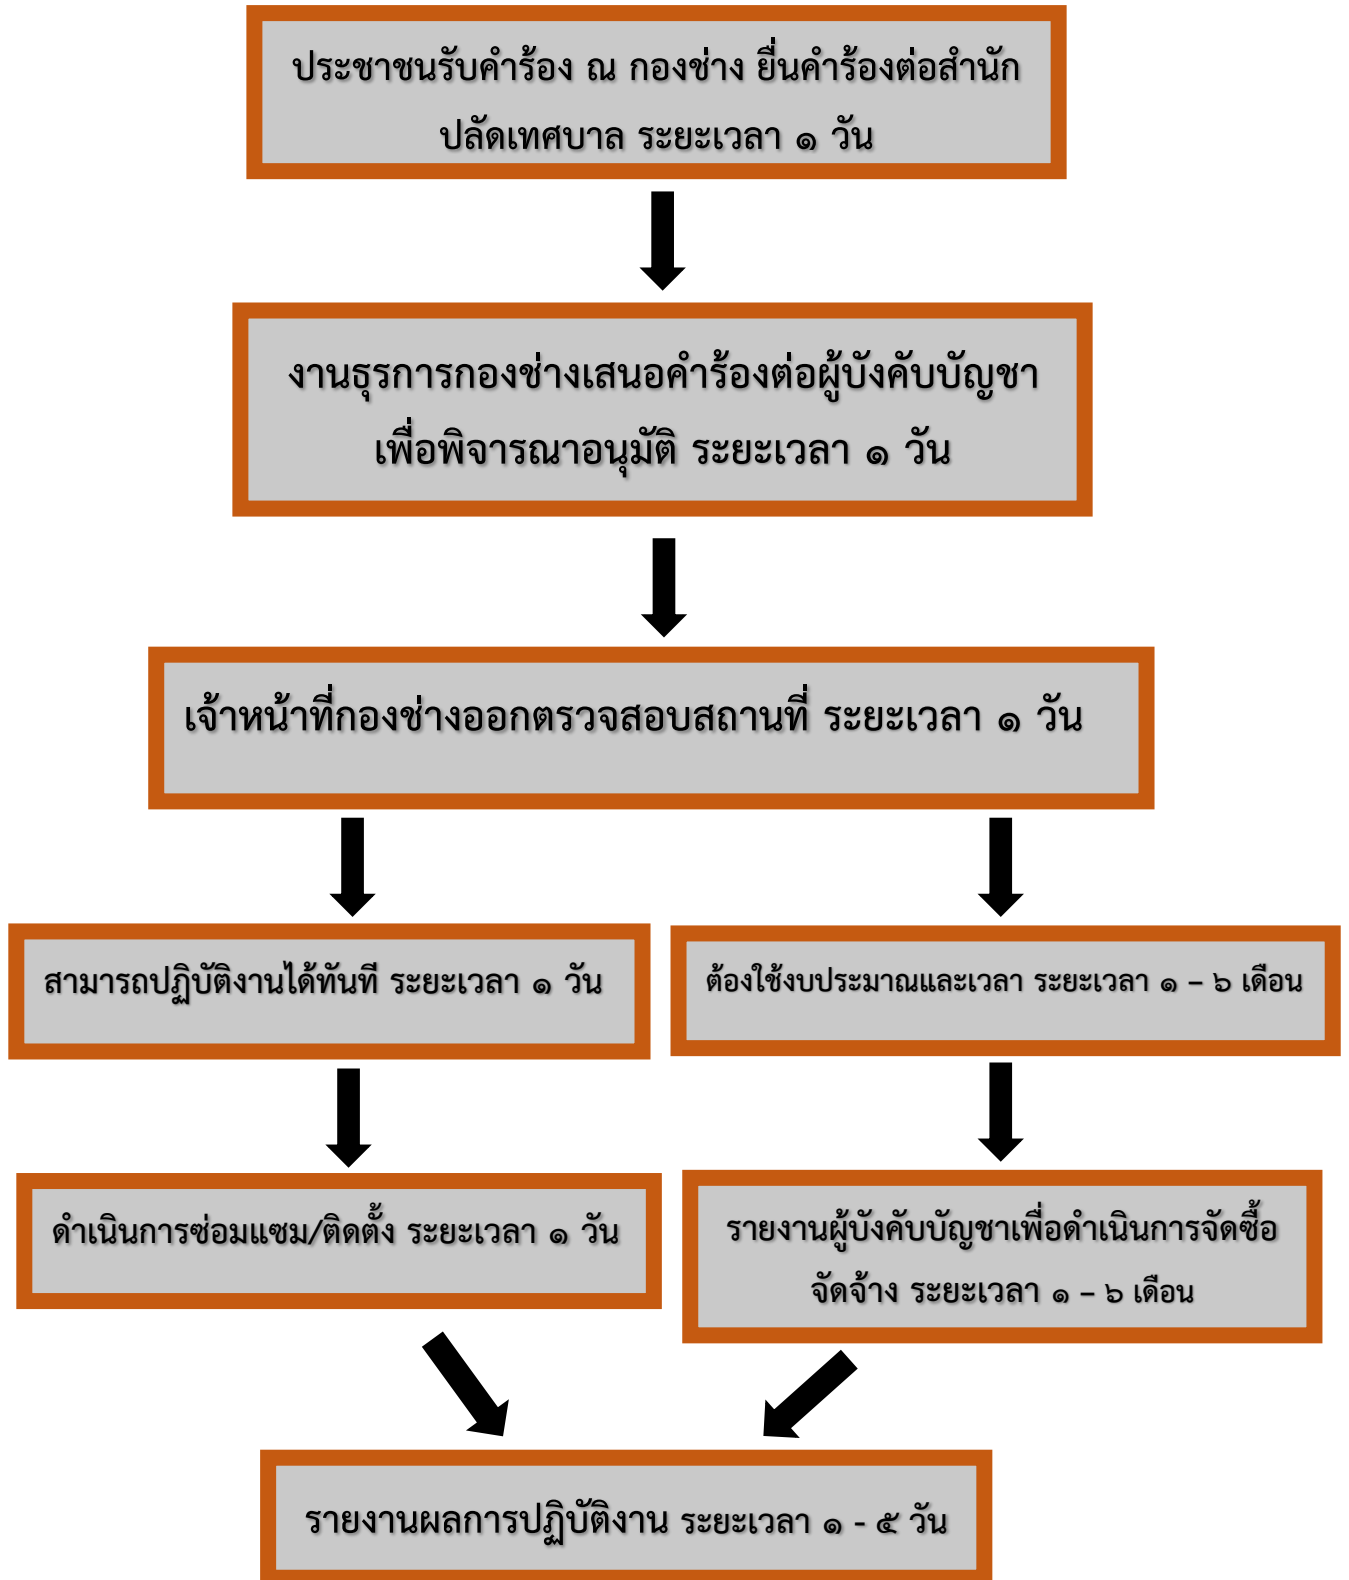 ประชาชนรับคำร้อง ณ กองช่าง ยื่นคำร้องต่อสำนัก
ปลัดเทศบาล ระยะเวลา ๑ วัน
งานธุรการกองช่างเสนอคำร้องต่อผู้บังคับบัญชา
เพื่อพิจารณาอนุมัติ ระยะเวลา ๑ วัน
เจ้าหน้าที่กองช่างออกตรวจสอบสถานที่ ระยะเวลา ๑ วัน
สามารถปฏิบัติงานได้ทันที ระยะเวลา ๑ วัน
ต้องใช้งบประมาณและเวลา ระยะเวลา ๑ – ๖ เดือน
ดำเนินการซ่อมแซม/ติดตั้ง ระยะเวลา ๑ วัน
รายงานผู้บังคับบัญชาเพื่อดำเนินการจัดซื้อ
จัดจ้าง ระยะเวลา ๑ – ๖ เดือน
รายงานผลการปฏิบัติงาน ระยะเวลา ๑ - ๕ วัน